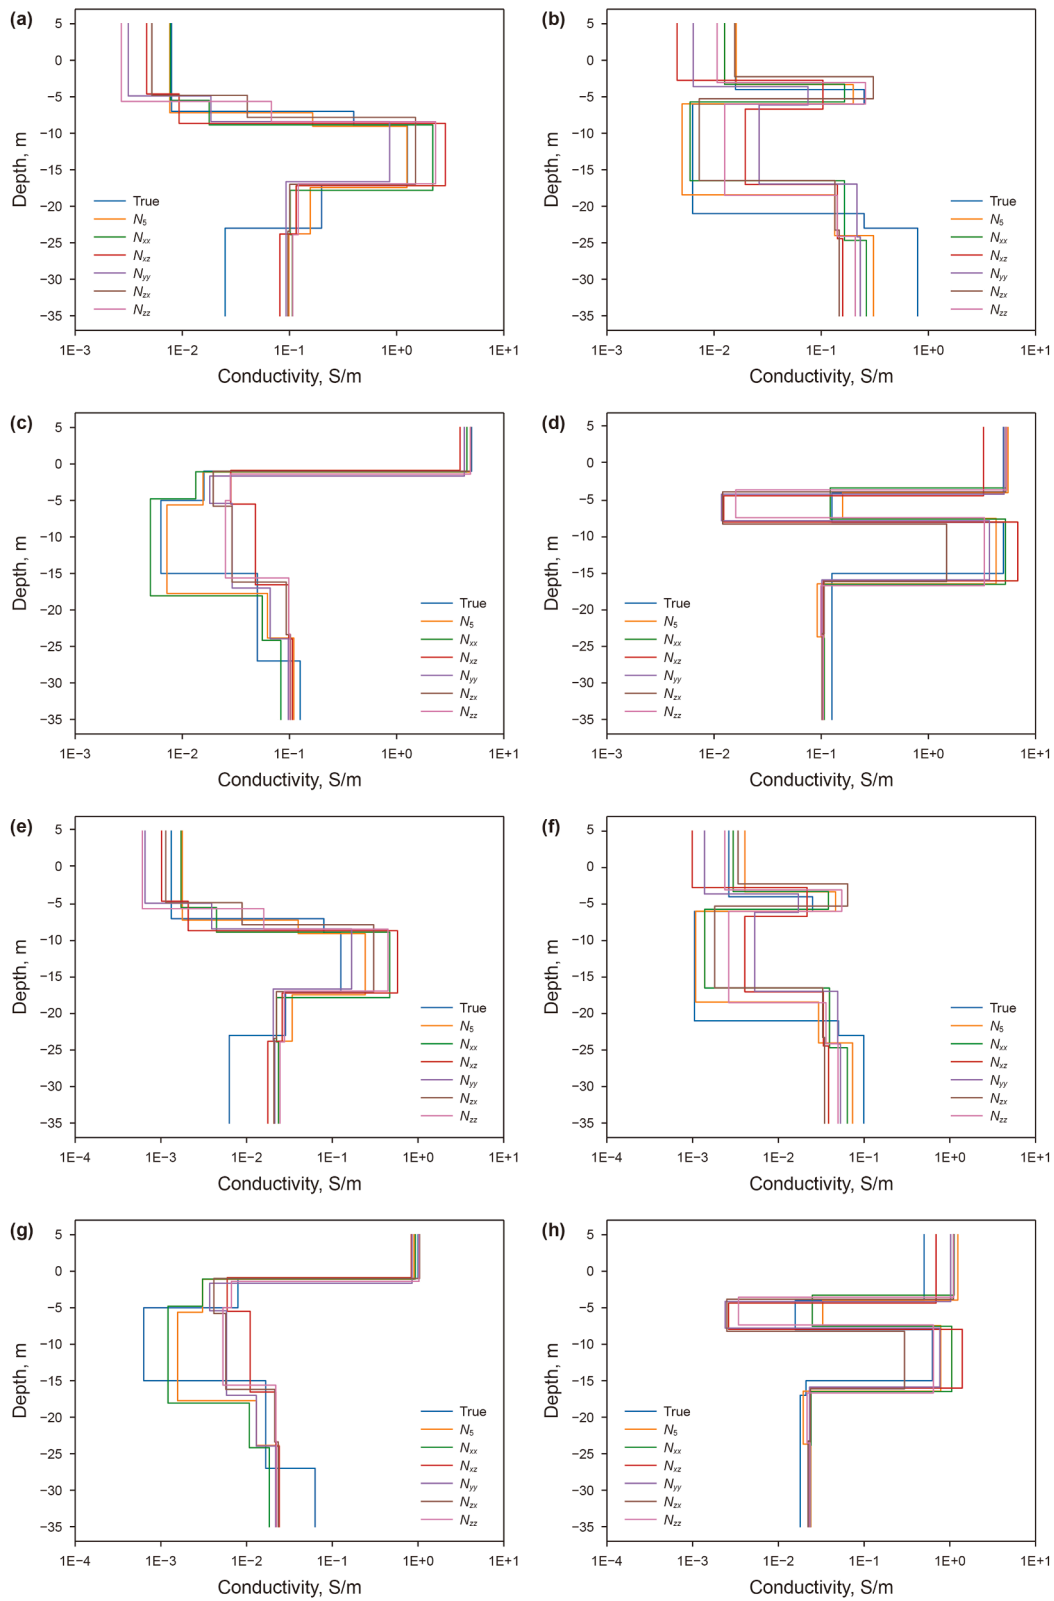 (a)
5
0
−5
−10
−15
−20
−25
−30
−35
Depth, m
True
N5
Nxx
Nxz
Nyy
Nzx
Nzz
1E−3 1E−2 1E−1 1E+0 1E+1
Conductivity, S/m
(b)
5
0
−5
−10
−15
−20
−25
−30
−35
Depth, m
True
N5
Nxx
Nxz
Nyy
Nzx
Nzz
1E−3 1E−2 1E−1 1E+0 1E+1
Conductivity, S/m
(c)
5
0
−5
−10
−15
−20
−25
−30
−35
Depth, m
True
N5
Nxx
Nxz
Nyy
Nzx
Nzz
1E−3 1E−2 1E−1 1E+0 1E+1
Conductivity, S/m
(d)
5
0
−5
−10
−15
−20
−25
−30
−35
Depth, m
True
N5
Nxx
Nxz
Nyy
Nzx
Nzz
1E−3 1E−2 1E−1 1E+0 1E+1
Conductivity, S/m
(e)
5
0
−5
−10
−15
−20
−25
−30
−35
Depth, m
True
N5
Nxx
Nxz
Nyy
Nzx
Nzz
1E−4 1E−3 1E−2 1E−1 1E+0 1E+1
Conductivity, S/m
(f)
5
0
−5
−10
−15
−20
−25
−30
−35
Depth, m
True
N5
Nxx
Nxz
Nyy
Nzx
Nzz
1E−4 1E−3 1E−2 1E−1 1E+0 1E+1
Conductivity, S/m
(g)
5
0
−5
−10
−15
−20
−25
−30
−35
Depth, m
True
N5
Nxx
Nxz
Nyy
Nzx
Nzz
1E−4 1E−3 1E−2 1E−1 1E+0 1E+1
Conductivity, S/m
(h)
5
0
−5
−10
−15
−20
−25
−30
−35
Depth, m
True
N5
Nxx
Nxz
Nyy
Nzx
Nzz
1E−4 1E−3 1E−2 1E−1 1E+0 1E+1
Conductivity, S/m